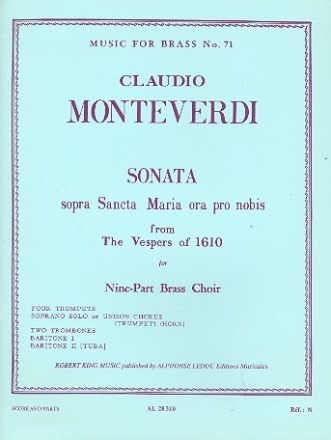 MUSIC FOR BRASS No. 71
CLAUDIO
MONTEVERDI
SONATA
sopra Sancta Maria ora pro nobis
from
The Vespers of 1610
for
Nine-Part Brass Choir
FOUR TRUMPETS
SOPRANO SOLO or UNISON CHORUS
(TRUMPET) (HORN)
TWO TROMBONES
BARITONE I
BARITONE II [TUBA]
ROBERT KING MUSIC published by ALPHONSE LEDUC Editions Musicales
SCORE AND PARTS AL 28 310 Réf : N